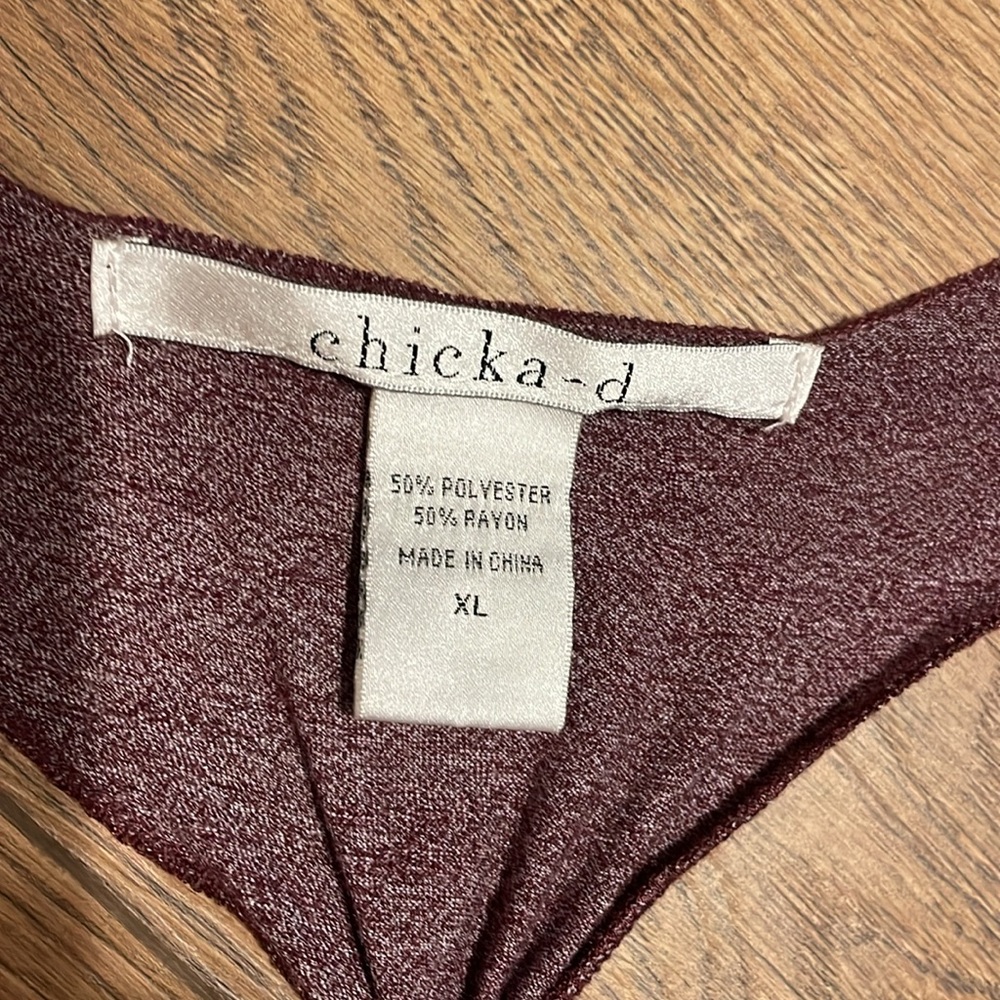 chicka-d
50% POLYESTER
50% RAYON
MADE IN CHINA
XL